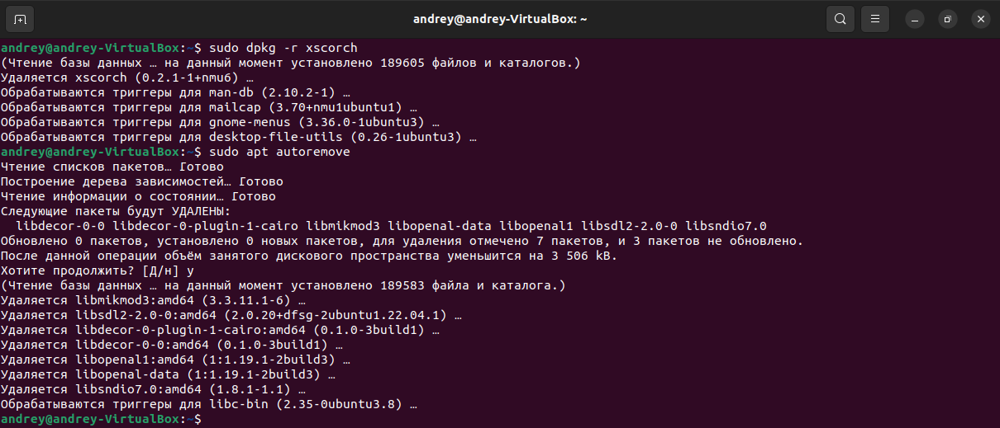 andrey@andrey-VirtualBox: ~
andrey@andrey-VirtualBox:~$ sudo dpkg -r xscorch
(Чтение базы данных … на данный момент установлено 189605 файлов и каталогов.)
Удаляется xscorch (0.2.1-1+nmu6) …
Обрабатываются триггеры для man-db (2.10.2-1) …
Обрабатываются триггеры для mailcap (3.70+nmu1ubuntu1) …
Обрабатываются триггеры для gnome-menus (3.36.0-1ubuntu3) …
Обрабатываются триггеры для desktop-file-utils (0.26-1ubuntu3) …
andrey@andrey-VirtualBox:~$ sudo apt autoremove
Чтение списков пакетов… Готово
Построение дерева зависимостей… Готово
Чтение информации о состоянии… Готово
Следующие пакеты будут УДАЛЕНЫ:
  libdecor-0-0 libdecor-0-plugin-1-cairo libmikmod3 libopenal-data libopenal1 libsdl2-2.0-0 libsndio7.0
Обновлено 0 пакетов, установлено 0 новых пакетов, для удаления отмечено 7 пакетов, и 3 пакетов не обновлено.
После данной операции объём занятого дискового пространства уменьшится на 3 506 kB.
Хотите продолжить? [Д/н] y
(Чтение базы данных … на данный момент установлено 189583 файла и каталога.)
Удаляется libmikmod3:amd64 (3.3.11.1-6) …
Удаляется libsdl2-2.0-0:amd64 (2.0.20+dfsg-2ubuntu1.22.04.1) …
Удаляется libdecor-0-plugin-1-cairo:amd64 (0.1.0-3build1) …
Удаляется libdecor-0-0:amd64 (0.1.0-3build1) …
Удаляется libopenal1:amd64 (1:1.19.1-2build3) …
Удаляется libopenal-data (1:1.19.1-2build3) …
Удаляется libsndio7.0:amd64 (1.8.1-1.1) …
Обрабатываются триггеры для libc-bin (2.35-0ubuntu3.8) …
andrey@andrey-VirtualBox:~$